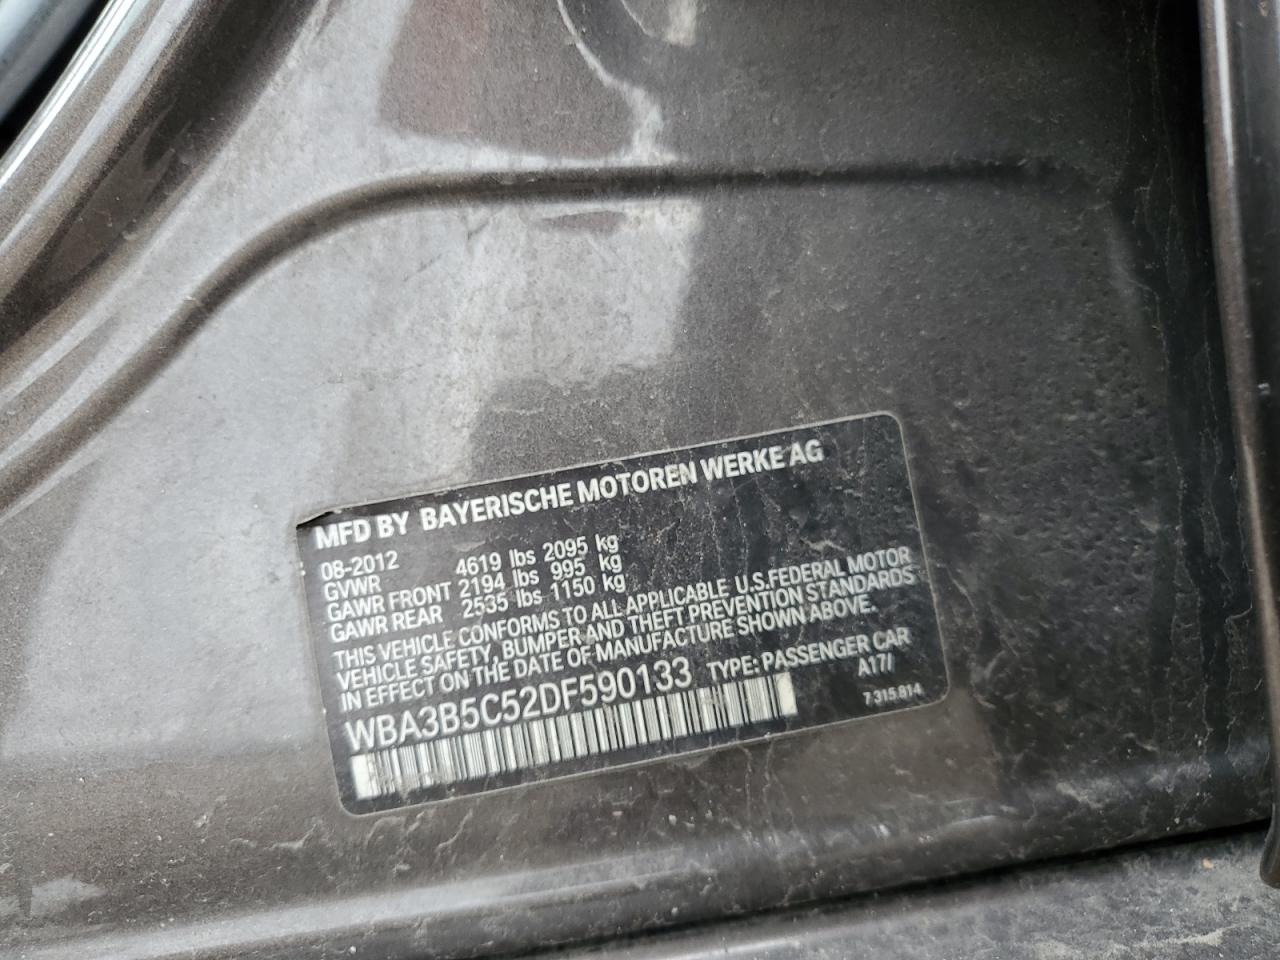 MFD BY BAYERISCHE MOTOREN WERKE AG
08-2012
GVWR 4619 lbs 2095 kg
GAWR FRONT 2194 lbs 995 kg
GAWR REAR 2535 lbs 1150 kg
THIS VEHICLE CONFORMS TO ALL APPLICABLE U.S.FEDERAL MOTOR
VEHICLE SAFETY, BUMPER AND THEFT PREVENTION STANDARDS
IN EFFECT ON THE DATE OF MANUFACTURE SHOWN ABOVE.
WBA3B5C52DF590133 TYPE: PASSENGER CAR
A17/
7.315.814